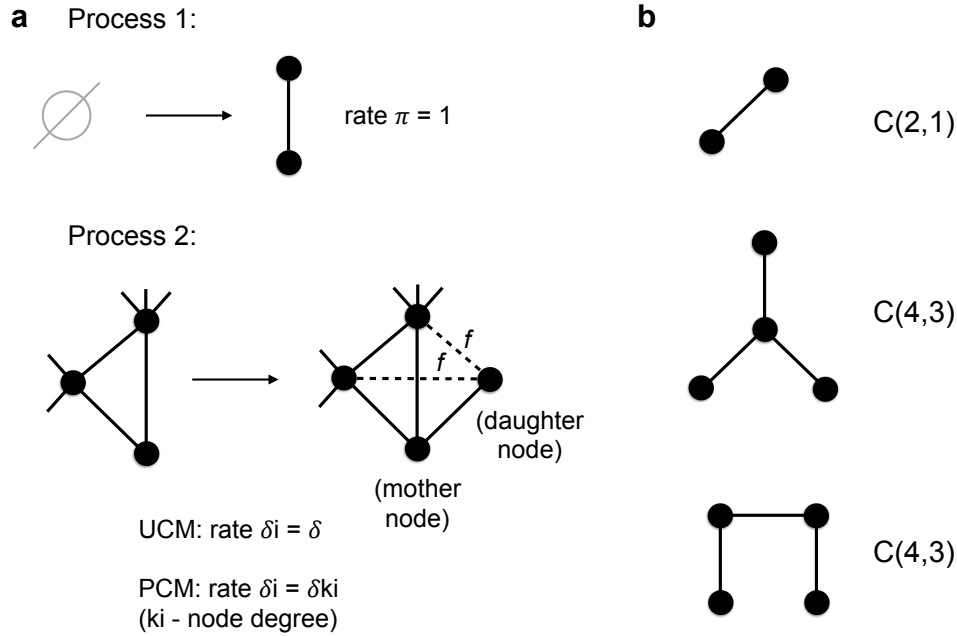 a
Process 1:
rate π = 1
Process 2:
f
f
(daughter
node)
(mother
node)
UCM: rate δi = δ
PCM: rate δi = δki
(ki - node degree)
b
C(2,1)
C(4,3)
C(4,3)